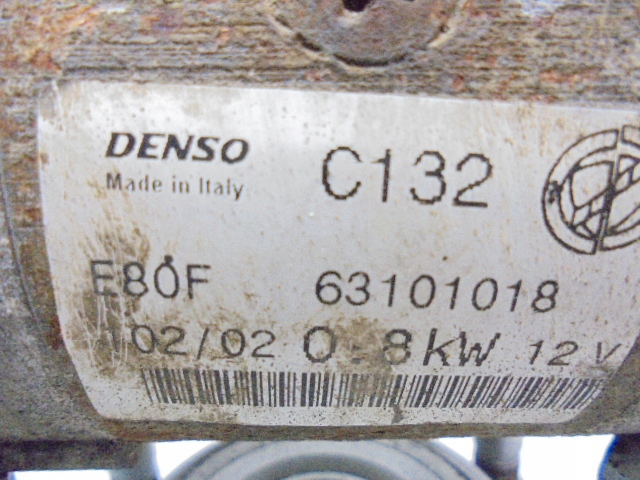 DENSO C132
Made in Italy
E80F 63101018
02/02 0.8kW 12V